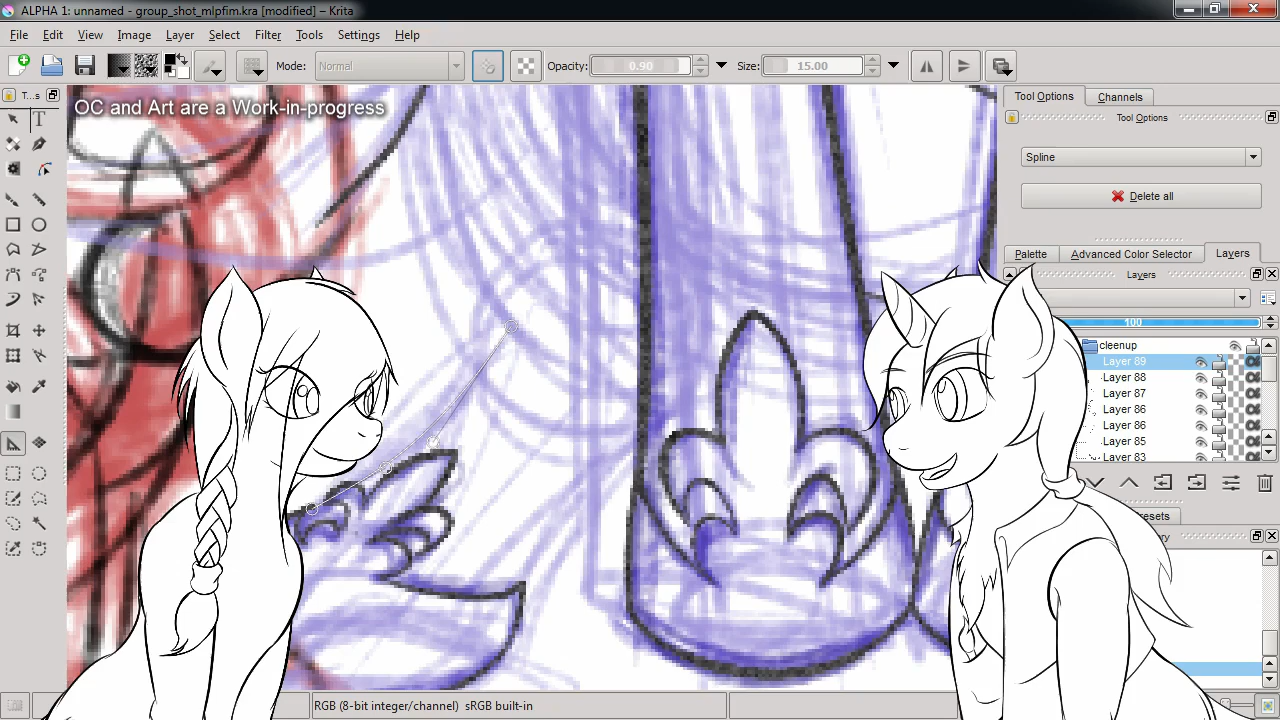 ALPHA 1: unnamed - group_shot_mlpfim.kra [modified] – Krita
File Edit View Image Layer Select Filter Tools Settings Help
Mode: Normal Opacity: 0.90 Size: 15.00
T...s
OC and Art are a Work-in-progress
Tool Options Channels
Tool Options
Spline
Delete all
Palette Advanced Color Selector Layers
Layers
100
cleenup
Layer 89
Layer 88
Layer 87
Layer 86
Layer 86
Layer 85
Layer 83
RGB (8-bit integer/channel) sRGB built-in